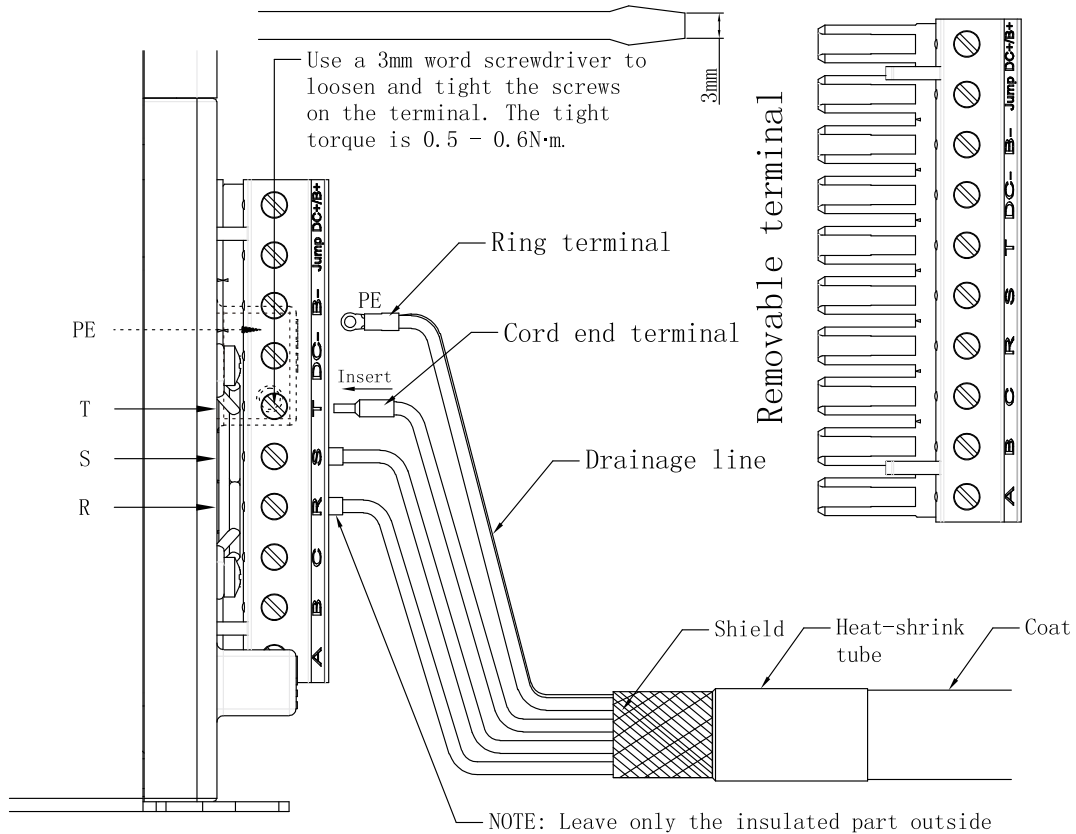 Use a 3mm word screwdriver to
loosen and tight the screws
on the terminal. The tight
torque is 0.5 - 0.6N·m.
3mm
Removable terminal
Jump DC+/B+
B-
DC-
T
S
R
C
B
A
Jump DC+/B+
B-
DC-
T
S
R
C
B
A
Ring terminal
PE
PE
Cord end terminal
Insert
T
S
R
Drainage line
Shield
Heat-shrink
tube
Coat
NOTE: Leave only the insulated part outside